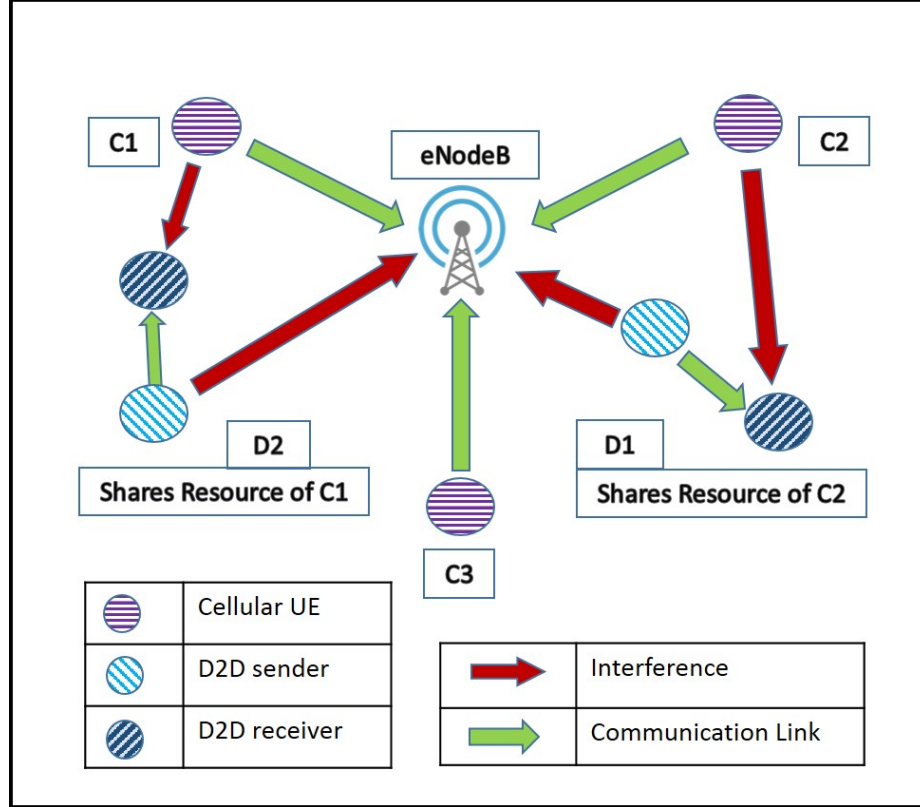 C1
eNodeB
C2
D2
Shares Resource of C1
D1
Shares Resource of C2
C3
Cellular UE
D2D sender
D2D receiver
Interference
Communication Link